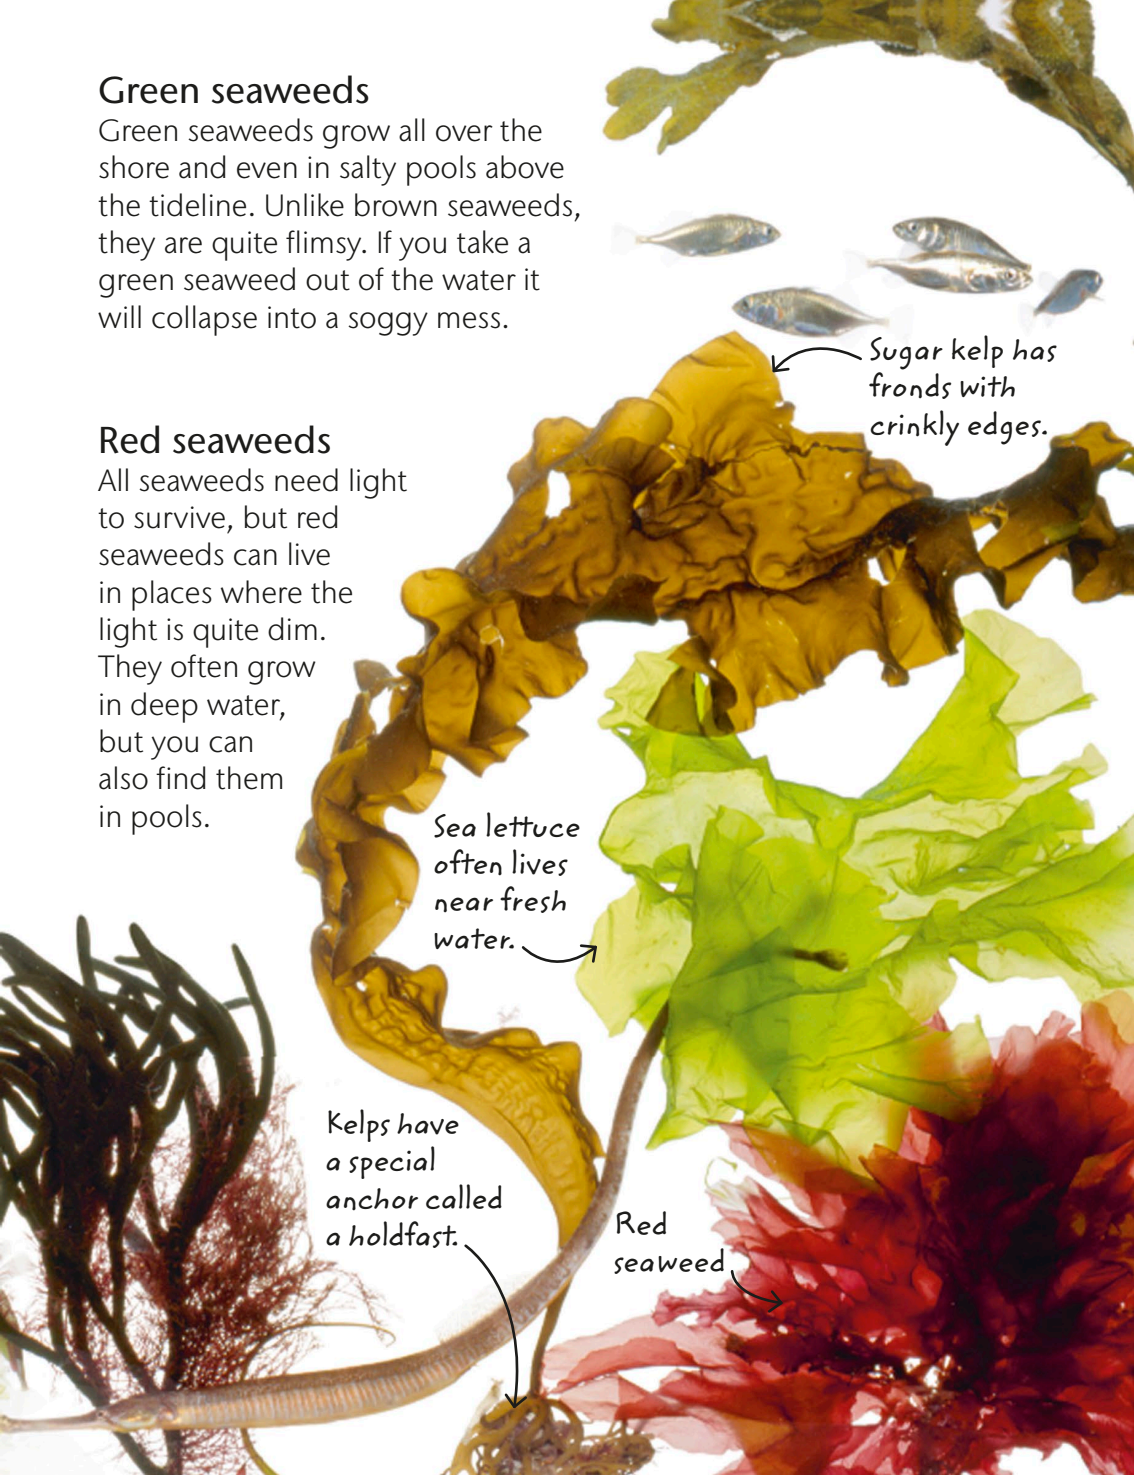 Green seaweeds
Green seaweeds grow all over the
shore and even in salty pools above
the tideline. Unlike brown seaweeds,
they are quite flimsy. If you take a
green seaweed out of the water it
will collapse into a soggy mess.
Sugar kelp has
fronds with
crinkly edges.
Red seaweeds
All seaweeds need light
to survive, but red
seaweeds can live
in places where the
light is quite dim.
They often grow
in deep water,
but you can
also find them
in pools.
Sea lettuce
often lives
near fresh
water.
Kelps have
a special
anchor called
a holdfast.
Red
seaweed